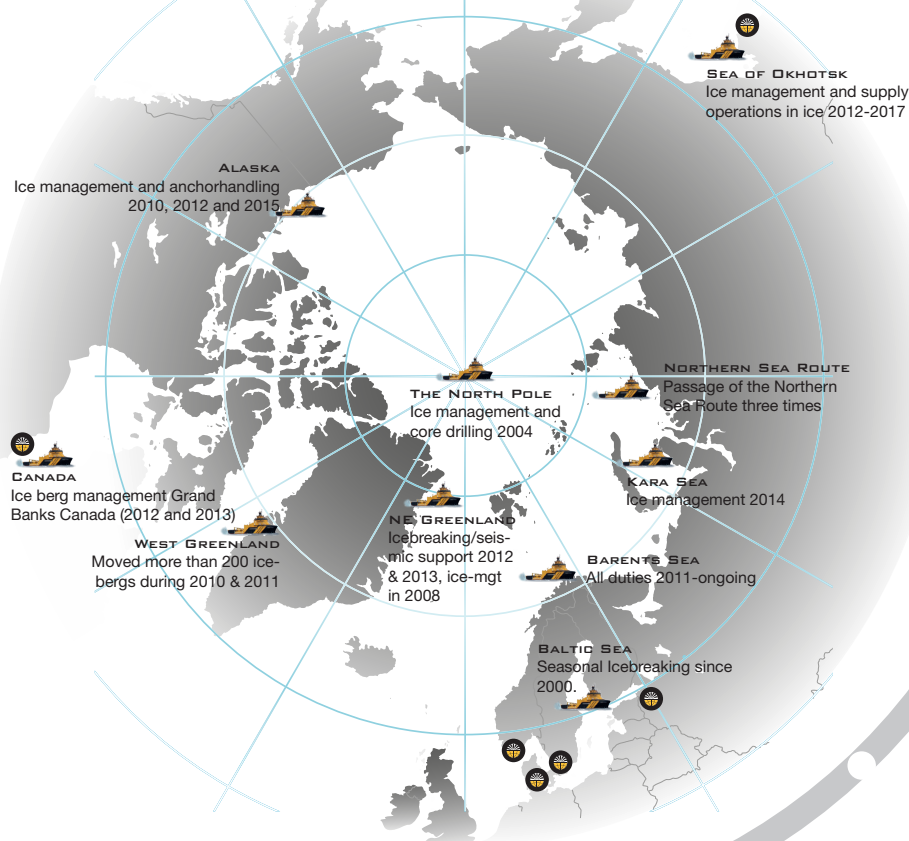 SEA OF OKHOTSK
Ice management and supply
operations in ice 2012-2017
ALASKA
Ice management and anchorhandling
2010, 2012 and 2015
NORTHERN SEA ROUTE
Passage of the Northern
Sea Route three times
THE NORTH POLE
Ice management and
core drilling 2004
CANADA
Ice berg management Grand
Banks Canada (2012 and 2013)
KARA SEA
Ice management 2014
WEST GREENLAND
Moved more than 200 ice-
bergs during 2010 & 2011
NE GREENLAND
Icebreaking/seis-
mic support 2012
& 2013, ice-mgt
in 2008
BARENTS SEA
All duties 2011-ongoing
BALTIC SEA
Seasonal Icebreaking since
2000.